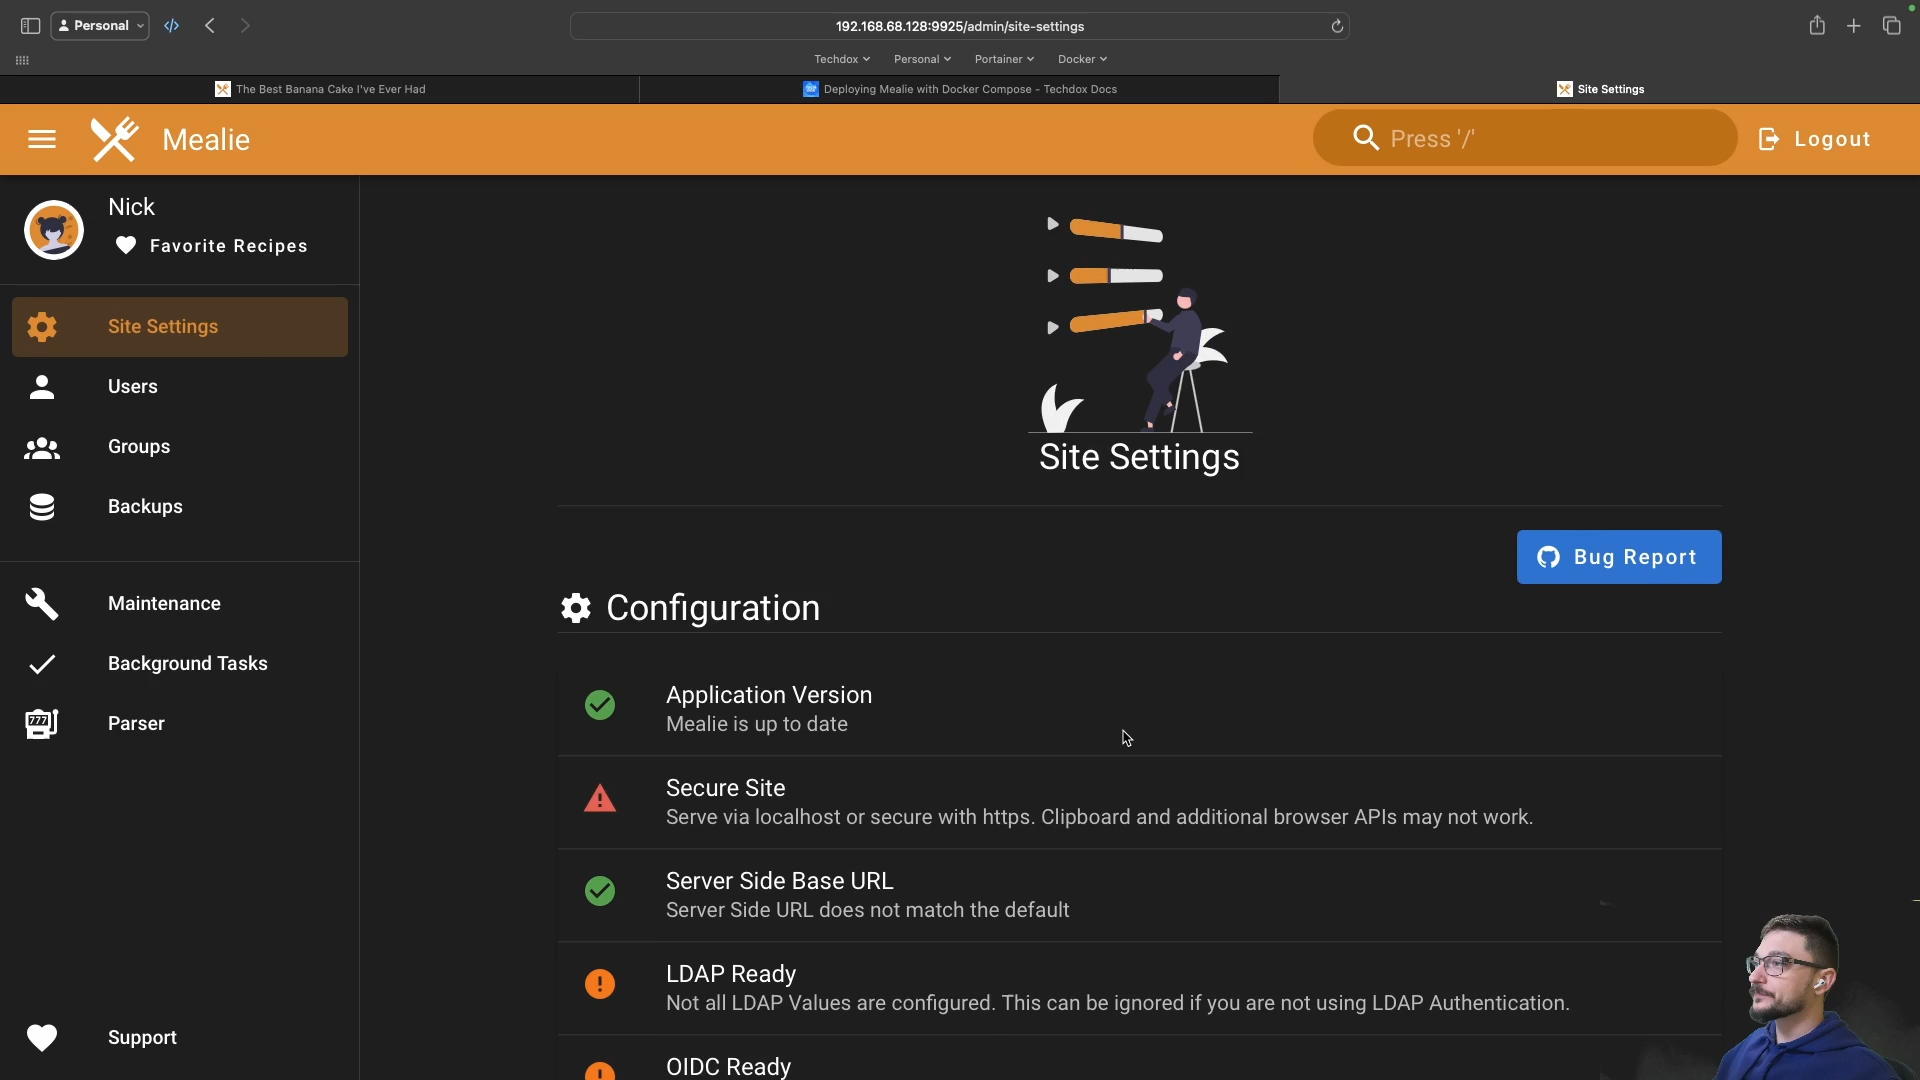 Personal
192.168.68.128:9925/admin/site-settings
Techdox Personal Portainer Docker
The Best Banana Cake I've Ever Had
Deploying Mealie with Docker Compose - Techdox Docs
Site Settings
Mealie
Press '/'
Logout
Nick
Favorite Recipes
Site Settings
Users
Groups
Backups
Maintenance
Background Tasks
777
Parser
Support
Site Settings
Bug Report
Configuration
Application Version
Mealie is up to date
Secure Site
Serve via localhost or secure with https. Clipboard and additional browser APIs may not work.
Server Side Base URL
Server Side URL does not match the default
LDAP Ready
Not all LDAP Values are configured. This can be ignored if you are not using LDAP Authentication.
OIDC Ready